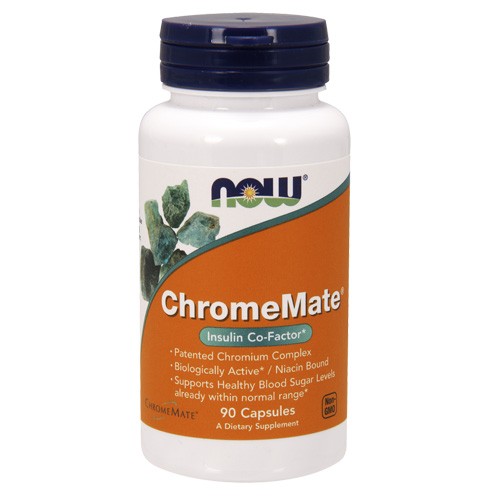 NOW®
ChromeMate®
Insulin Co-Factor*
• Patented Chromium Complex
• Biologically Active* / Niacin Bound
• Supports Healthy Blood Sugar Levels
already within normal range*
90 Capsules
A Dietary Supplement
CHROMEMATE®
Non-
GMO